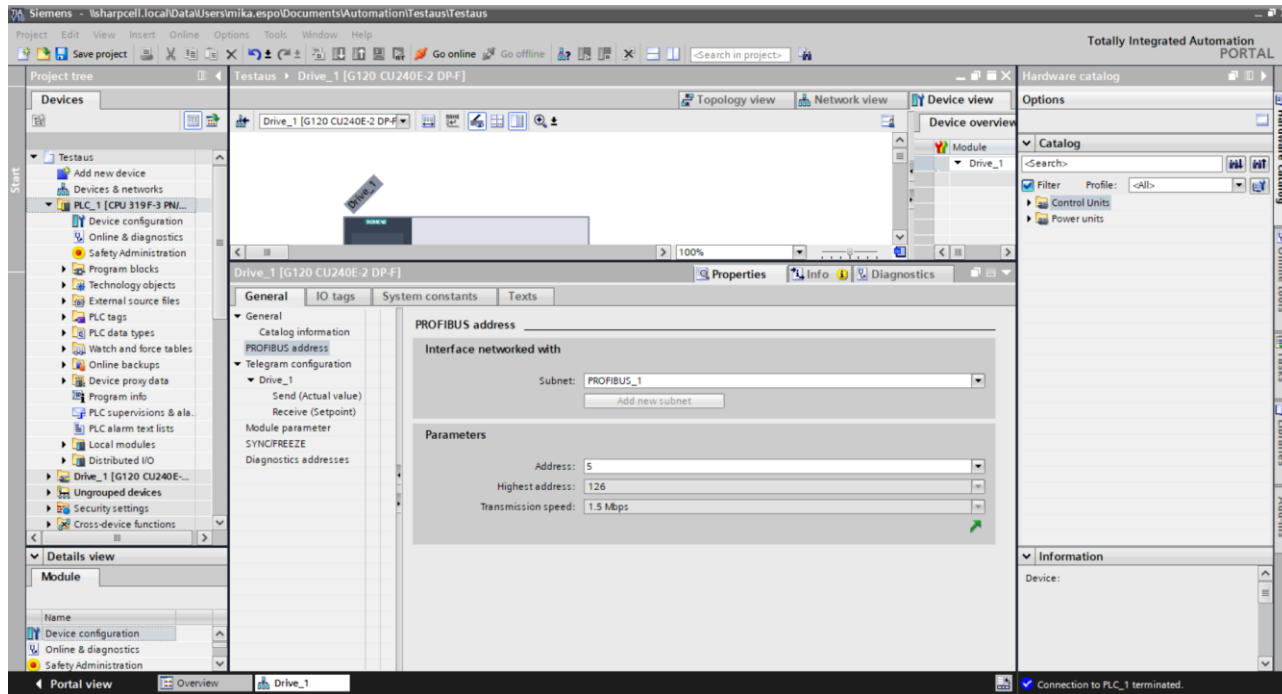 Siemens - \\sharpcell.local\Data\Users\mika.espo\Documents\Automation\Testaus\Testaus
Project Edit View Insert Online Options Tools Window Help
Totally Integrated Automation
PORTAL
Save project
Go online
Go offline
<Search in project>
Project tree
Devices
Testaus
Add new device
Devices & networks
PLC_1 [CPU 319F-3 PN/...
Device configuration
Online & diagnostics
Safety Administration
Program blocks
Technology objects
External source files
PLC tags
PLC data types
Watch and force tables
Online backups
Device proxy data
Program info
PLC supervisions & ala..
PLC alarm text lists
Local modules
Distributed I/O
Drive_1 [G120 CU240E-...
Ungrouped devices
Security settings
Cross-device functions
Details view
Module
Name
Device configuration
Online & diagnostics
Safety Administration
Start
Testaus
Drive_1 [G120 CU240E-2 DP-F]
Topology view
Network view
Device view
Drive_1 [G120 CU240E-2 DP-F
Device overview
Module
Drive_1
Drive_1
SIEMENS
100%
Drive_1 [G120 CU240E-2 DP-F]
Properties
Info
Diagnostics
General
IO tags
System constants
Texts
General
Catalog information
PROFIBUS address
Telegram configuration
Drive_1
Send (Actual value)
Receive (Setpoint)
Module parameter
SYNC/FREEZE
Diagnostics addresses
PROFIBUS address
Interface networked with
Subnet: PROFIBUS_1
Add new subnet
Parameters
Address: 5
Highest address: 126
Transmission speed: 1.5 Mbps
Hardware catalog
Options
Catalog
<Search>
Filter
Profile: <All>
Control Units
Power units
Information
Device:
Hardware catalog
Online tools
Tasks
Libraries
Add-ins
Portal view
Overview
Drive_1
Connection to PLC_1 terminated.